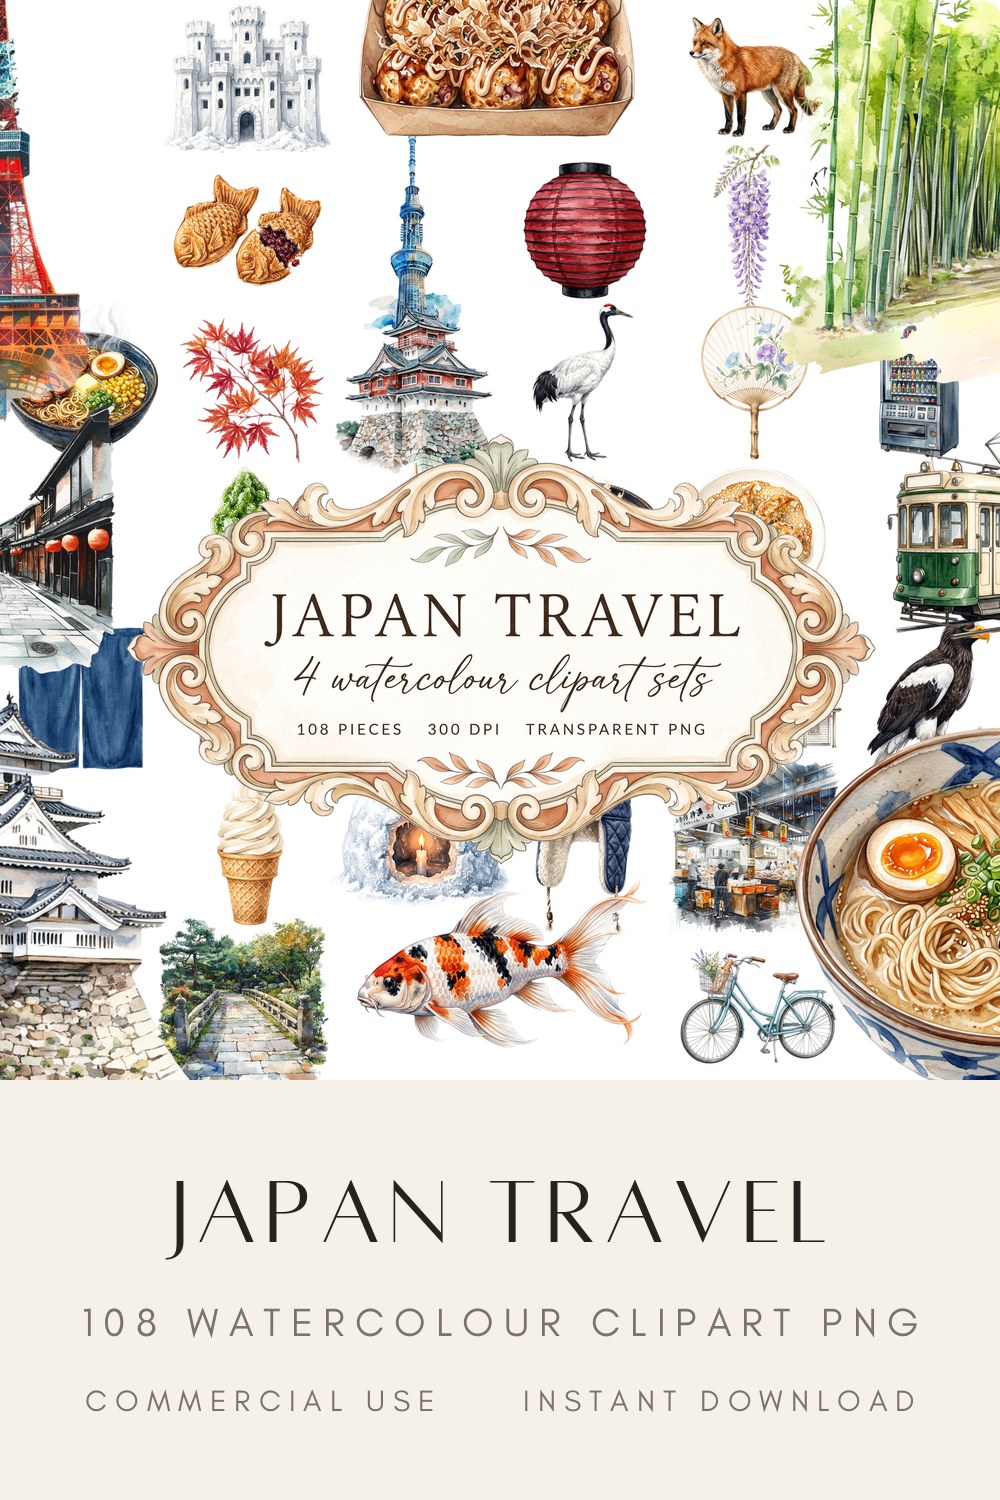 JAPAN TRAVEL
4 watercolour clipart sets
108 PIECES 300 DPI TRANSPARENT PNG
JAPAN TRAVEL
108 WATERCOLOUR CLIPART PNG
COMMERCIAL USE INSTANT DOWNLOAD